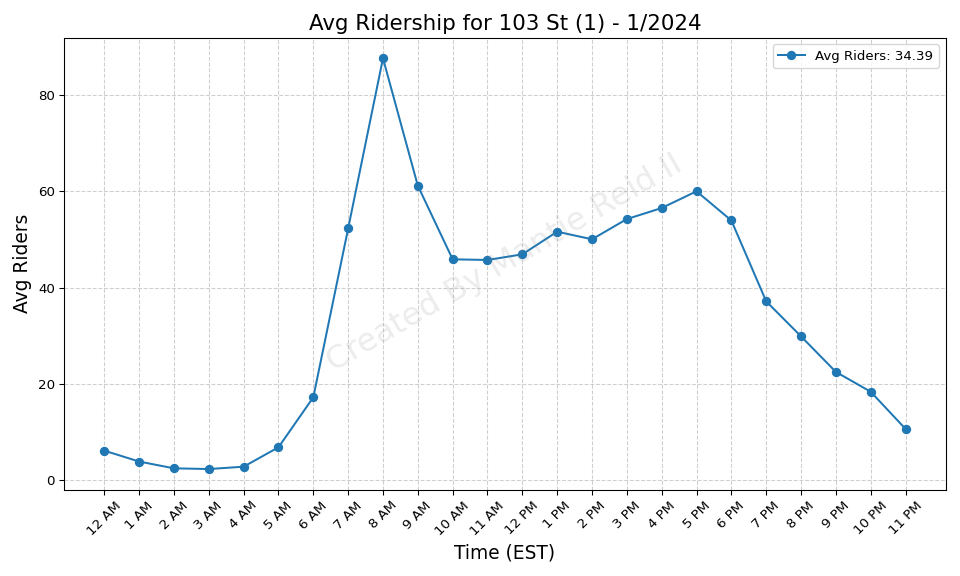 Avg Ridership for 103 St (1) - 1/2024
Avg Riders: 34.39
Avg Riders
80
60
40
20
0
Created By Mantie Reid II
12 AM
1 AM
2 AM
3 AM
4 AM
5 AM
6 AM
7 AM
8 AM
9 AM
10 AM
11 AM
12 PM
1 PM
2 PM
3 PM
4 PM
5 PM
6 PM
7 PM
8 PM
9 PM
10 PM
11 PM
Time (EST)